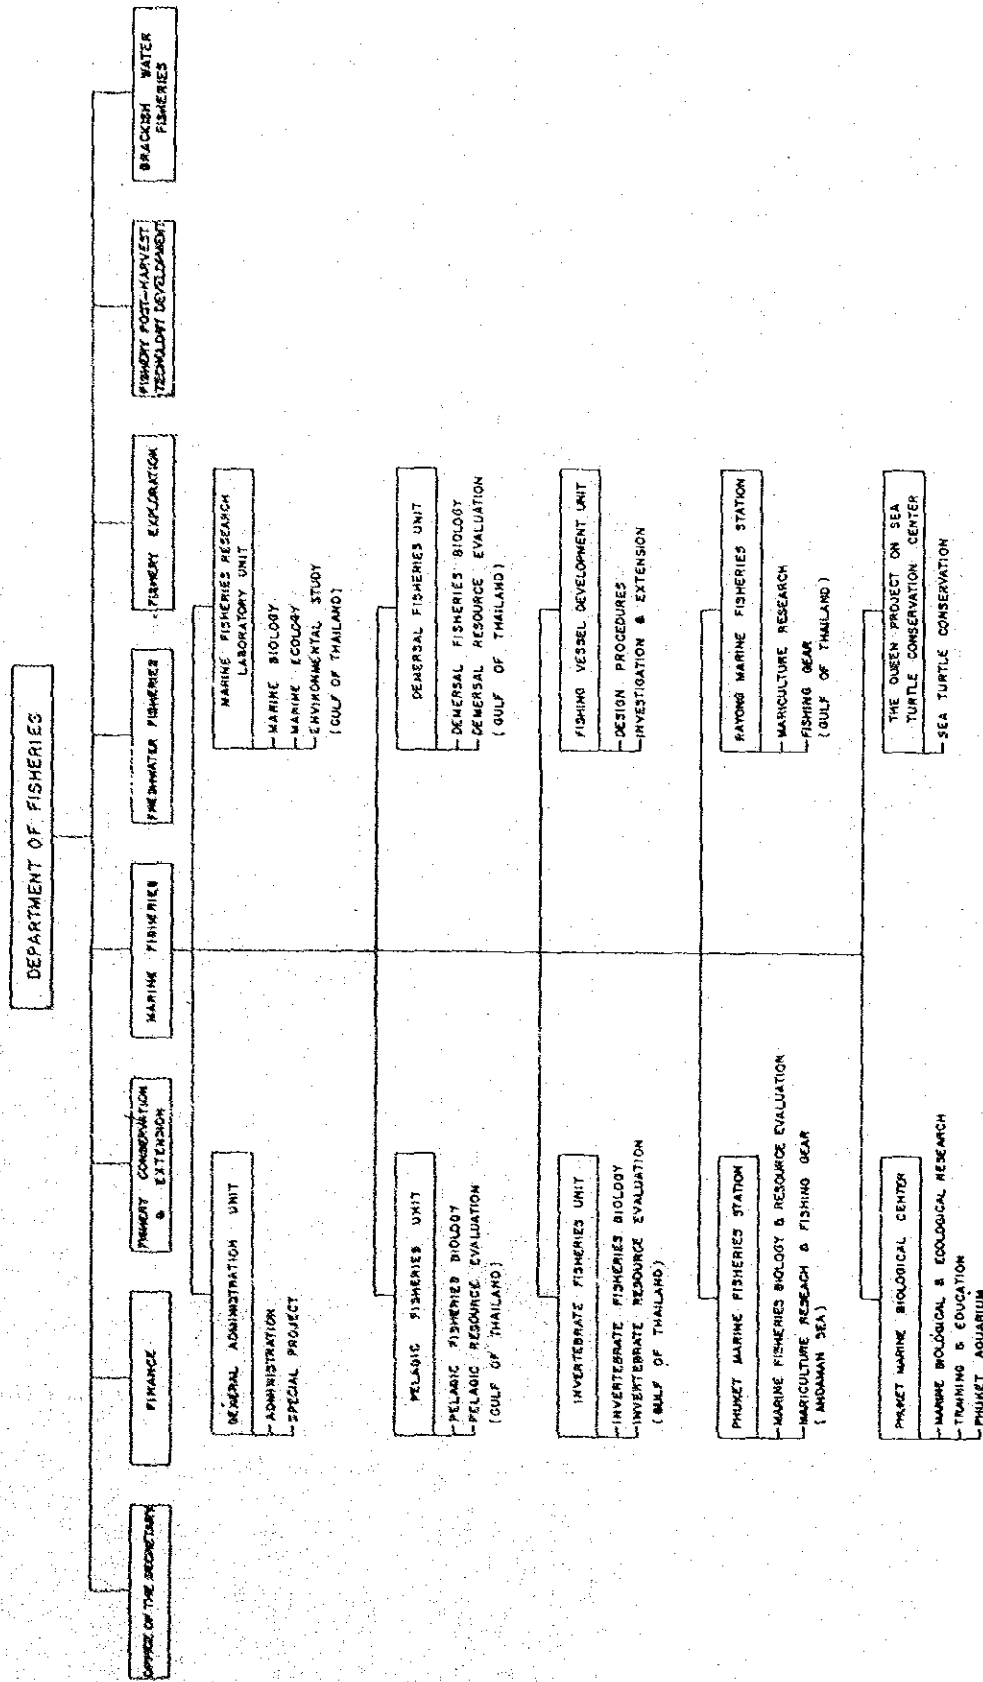 DEPARTMENT OF FISHERIES
OFFICE OF THE SECRETARY
FINANCE
FISHERY CONSERVATION
& EXTENSION
MARINE FISHERIES
FRESHWATER FISHERIES
FISHERY EXPLORATION
FISHERY POST-HARVEST
TECNOLOGY DEVELOPMENT
BRACKISH WATER
FISHERIES
GENERAL ADMINISTRATION UNIT
ADMINISTRATION
SPECIAL PROJECT
MARINE FISHERIES RESEARCH
LABORATORY UNIT
MARINE BIOLOGY
MARINE ECOLOGY
ENVIRONMENTAL STUDY
(GULF OF THAILAND)
PELAGIC FISHERIES UNIT
PELAGIC FISHERIES BIOLOGY
PELAGIC RESOURCE EVALUATION
(GULF OF THAILAND)
DEMERSAL FISHERIES UNIT
DEMERSAL FISHERIES BIOLOGY
DEMERSAL RESOURCE EVALUATION
(GULF OF THAILAND)
INVERTEBRATE FISHERIES UNIT
INVERTEBRATE FISHERIES BIOLOGY
INVERTEBRATE RESOURCE EVALUATION
(GULF OF THAILAND)
FISHING VESSEL DEVELOPMENT UNIT
DESIGN PROCEDURES
INVESTIGATION & EXTENSION
PHUKET MARINE FISHERIES STATION
MARINE FISHERIES BIOLOGY & RESOURCE EVALUATION
MARICULTURE RESEACH & FISHING GEAR
(ANDAMAN SEA)
RAYONG MARINE FISHERIES STATION
MARICULTURE RESEARCH
FISHING GEAR
(GULF OF THAILAND)
PHUKET MARINE BIOLOGICAL CENTER
MARINE BIOLOGICAL & ECOLOGICAL RESEARCH
TRAINING & EDUCATION
PHUKET AQUARIUM
THE QUEEN PROJECT ON SEA
TURTLE CONSERVATION CENTER
SEA TURTLE CONSERVATION